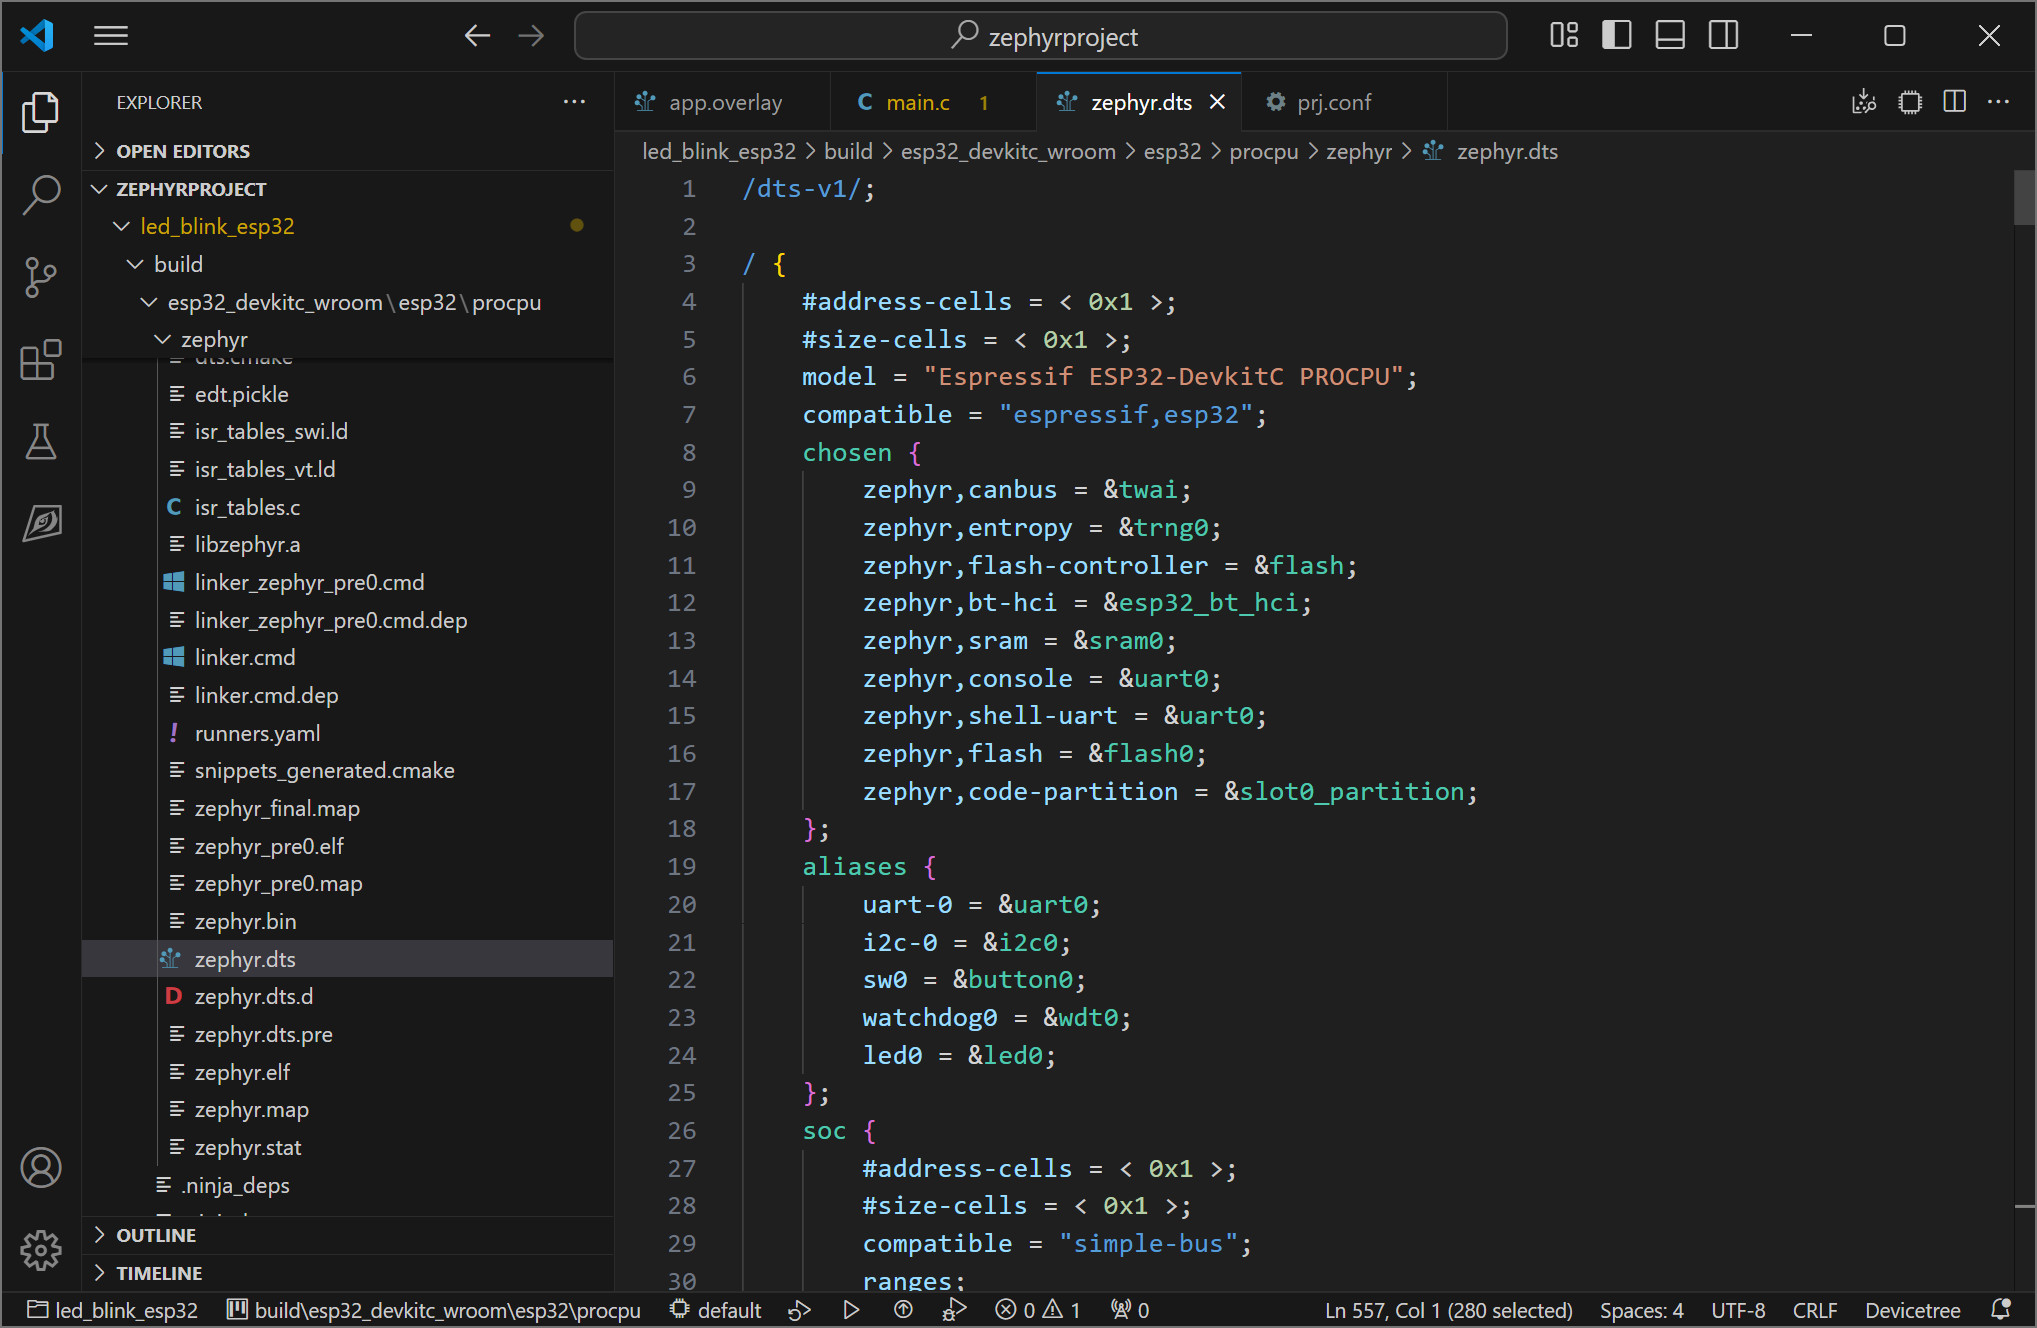 zephyrproject
EXPLORER
OPEN EDITORS
ZEPHYRPROJECT
led_blink_esp32
build
esp32_devkitc_wroom\esp32\procpu
zephyr
dts.cmake
edt.pickle
isr_tables_swi.ld
isr_tables_vt.ld
C isr_tables.c
libzephyr.a
linker_zephyr_pre0.cmd
linker_zephyr_pre0.cmd.dep
linker.cmd
linker.cmd.dep
! runners.yaml
snippets_generated.cmake
zephyr_final.map
zephyr_pre0.elf
zephyr_pre0.map
zephyr.bin
zephyr.dts
D zephyr.dts.d
zephyr.dts.pre
zephyr.elf
zephyr.map
zephyr.stat
.ninja_deps
OUTLINE
TIMELINE
app.overlay
C main.c 1
zephyr.dts
prj.conf
led_blink_esp32 > build > esp32_devkitc_wroom > esp32 > procpu > zephyr > zephyr.dts
1 /dts-v1/;
2
3 / {
4 #address-cells = < 0x1 >;
5 #size-cells = < 0x1 >;
6 model = "Espressif ESP32-DevkitC PROCPU";
7 compatible = "espressif,esp32";
8 chosen {
9 zephyr,canbus = &twai;
10 zephyr,entropy = &trng0;
11 zephyr,flash-controller = &flash;
12 zephyr,bt-hci = &esp32_bt_hci;
13 zephyr,sram = &sram0;
14 zephyr,console = &uart0;
15 zephyr,shell-uart = &uart0;
16 zephyr,flash = &flash0;
17 zephyr,code-partition = &slot0_partition;
18 };
19 aliases {
20 uart-0 = &uart0;
21 i2c-0 = &i2c0;
22 sw0 = &button0;
23 watchdog0 = &wdt0;
24 led0 = &led0;
25 };
26 soc {
27 #address-cells = < 0x1 >;
28 #size-cells = < 0x1 >;
29 compatible = "simple-bus";
30 ranges;
led_blink_esp32 build\esp32_devkitc_wroom\esp32\procpu default 0 1 0 Ln 557, Col 1 (280 selected) Spaces: 4 UTF-8 CRLF Devicetree